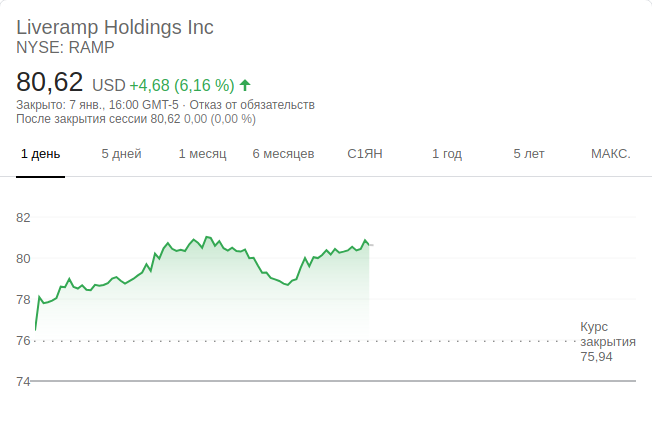 Liveramp Holdings Inc
NYSE: RAMP
80,62 USD +4,68 (6,16 %)
Закрыто: 7 янв., 16:00 GMT-5 · Отказ от обязательств
После закрытия сессии 80,62 0,00 (0,00 %)
1 день 5 дней 1 месяц 6 месяцев С1ЯН 1 год 5 лет МАКС.
82
80
78
76
74
Курс
закрытия
75,94